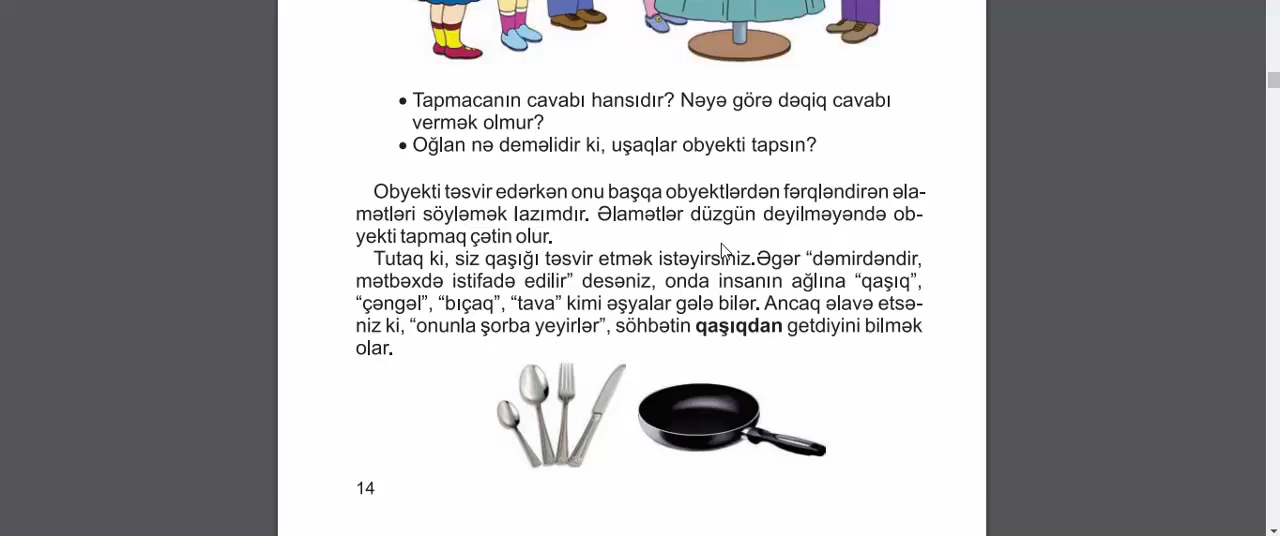 • Tapmacanın cavabı hansıdır? Nəyə görə dəqiq cavabı
vermək olmur?
• Oğlan nə deməlidir ki, uşaqlar obyekti tapsın?
Obyekti təsvir edərkən onu başqa obyektlərdən fərqləndirən əla-
mətləri söyləmək lazımdır. Əlamətlər düzgün deyilməyəndə ob-
yekti tapmaq çətin olur.
Tutaq ki, siz qaşığı təsvir etmək istəyirsiniz.Əgər “dəmirdəndir,
mətbəxdə istifadə edilir” desəniz, onda insanın ağlına “qaşıq”,
“çəngəl”, “bıçaq”, “tava” kimi əşyalar gələ bilər. Ancaq əlavə etsə-
niz ki, “onunla şorba yeyirlər”, söhbətin qaşıqdan getdiyini bilmək
olar.
14